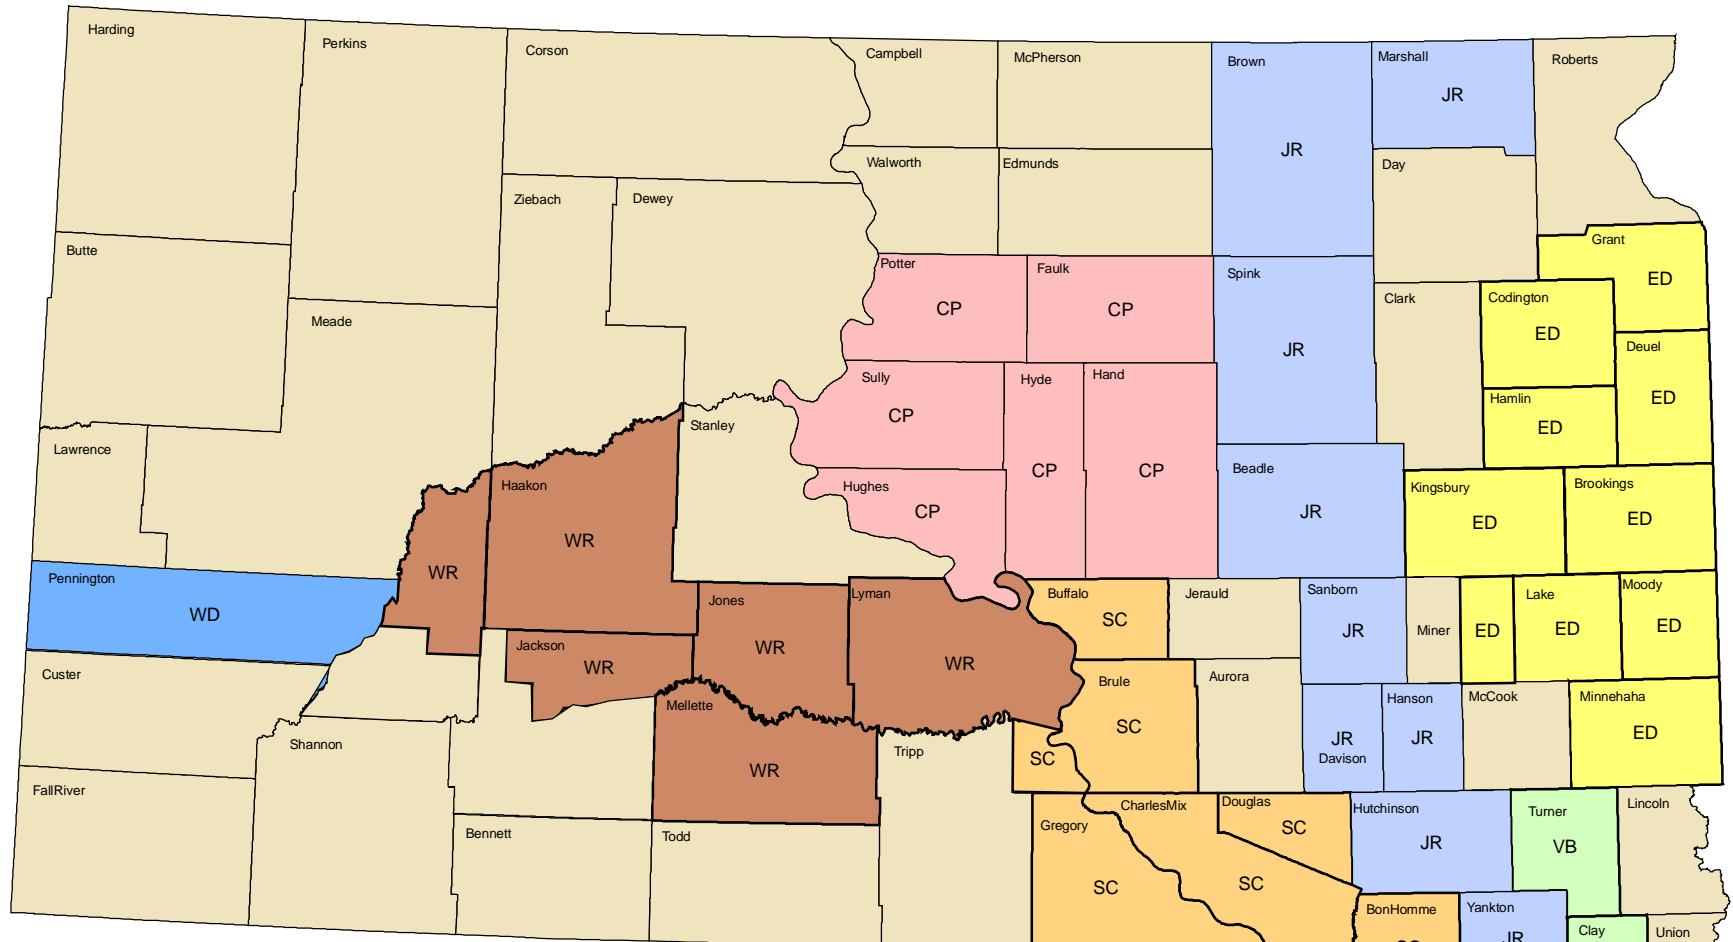 Harding
Perkins
Corson
Campbell
McPherson
Brown
JR
Marshall
JR
Roberts
Butte
Ziebach
Dewey
Walworth
Edmunds
Day
Grant
ED
Meade
Potter
CP
Faulk
CP
Spink
JR
Clark
Codington
ED
Deuel
ED
Hamlin
ED
Lawrence
Haakon
WR
WR
Stanley
Sully
CP
Hyde
CP
Hand
CP
Hughes
CP
Beadle
JR
Kingsbury
ED
Brookings
ED
Pennington
WD
Jackson
WR
Jones
WR
Lyman
WR
Buffalo
SC
Jerauld
Sanborn
JR
Miner
ED
Lake
ED
Moody
ED
Custer
Shannon
Mellette
WR
Tripp
SC
Brule
SC
Aurora
JR
Davison
Hanson
JR
McCook
Minnehaha
ED
FallRiver
Bennett
Todd
Gregory
SC
CharlesMix
SC
Douglas
SC
Hutchinson
JR
Turner
VB
Lincoln
BonHomme
SC
Yankton
JR
Clay
Union